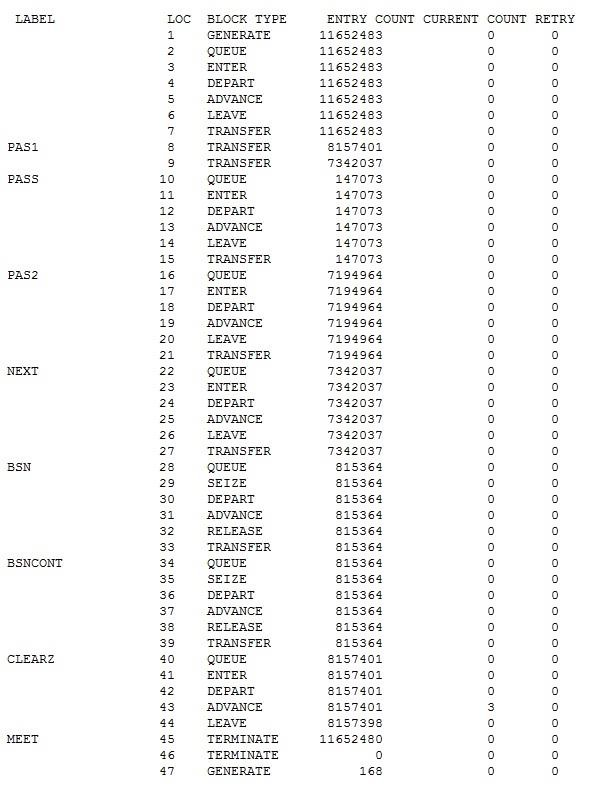 LABEL LOC BLOCK TYPE ENTRY COUNT CURRENT COUNT RETRY
1 GENERATE 11652483 0 0
2 QUEUE 11652483 0 0
3 ENTER 11652483 0 0
4 DEPART 11652483 0 0
5 ADVANCE 11652483 0 0
6 LEAVE 11652483 0 0
7 TRANSFER 11652483 0 0
PAS1 8 TRANSFER 8157401 0 0
9 TRANSFER 7342037 0 0
PASS 10 QUEUE 147073 0 0
11 ENTER 147073 0 0
12 DEPART 147073 0 0
13 ADVANCE 147073 0 0
14 LEAVE 147073 0 0
15 TRANSFER 147073 0 0
PAS2 16 QUEUE 7194964 0 0
17 ENTER 7194964 0 0
18 DEPART 7194964 0 0
19 ADVANCE 7194964 0 0
20 LEAVE 7194964 0 0
21 TRANSFER 7194964 0 0
NEXT 22 QUEUE 7342037 0 0
23 ENTER 7342037 0 0
24 DEPART 7342037 0 0
25 ADVANCE 7342037 0 0
26 LEAVE 7342037 0 0
27 TRANSFER 7342037 0 0
BSN 28 QUEUE 815364 0 0
29 SEIZE 815364 0 0
30 DEPART 815364 0 0
31 ADVANCE 815364 0 0
32 RELEASE 815364 0 0
33 TRANSFER 815364 0 0
BSNCONT 34 QUEUE 815364 0 0
35 SEIZE 815364 0 0
36 DEPART 815364 0 0
37 ADVANCE 815364 0 0
38 RELEASE 815364 0 0
39 TRANSFER 815364 0 0
CLEARZ 40 QUEUE 8157401 0 0
41 ENTER 8157401 0 0
42 DEPART 8157401 0 0
43 ADVANCE 8157401 3 0
44 LEAVE 8157398 0 0
MEET 45 TERMINATE 11652480 0 0
46 TERMINATE 0 0 0
47 GENERATE 168 0 0